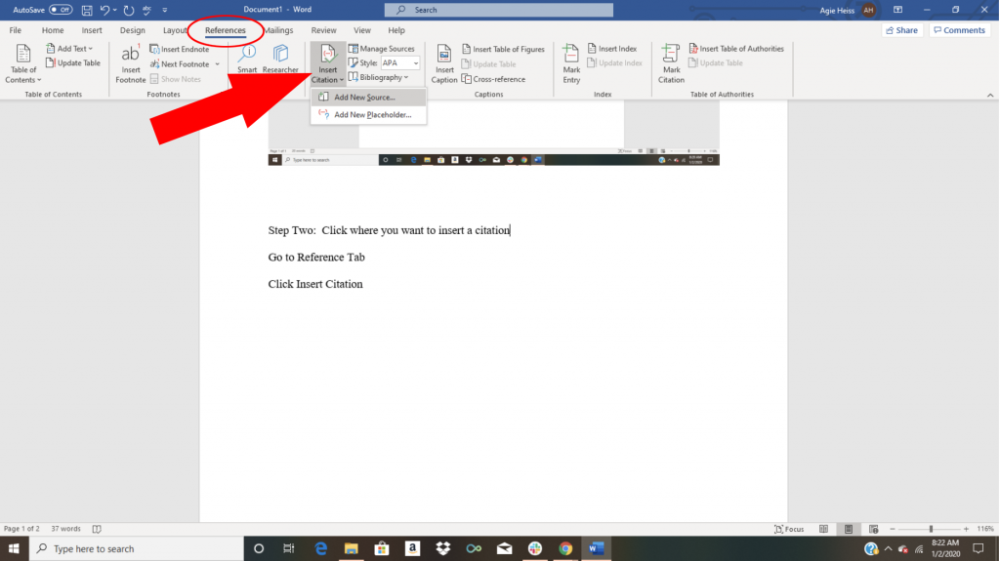 AutoSave Off Document1 - Word Search Agie Heiss AH
File Home Insert Design Layout References Mailings Review View Help Share Comments
Table of Contents
Add Text
Update Table
Table of Contents
ab¹
Insert Footnote
Insert Endnote
Next Footnote
Show Notes
Footnotes
Smart
Researcher
Insert Citation
Manage Sources
Style: APA
Bibliography
Add New Source...
Add New Placeholder...
Insert Caption
Insert Table of Figures
Update Table
Cross-reference
Captions
Mark Entry
Insert Index
Update Index
Index
Mark Citation
Insert Table of Authorities
Update Table
Table of Authorities
Type here to search
Step Two:  Click where you want to insert a citation
Go to Reference Tab
Click Insert Citation
Page 1 of 2 37 words Focus 116%
Type here to search
8:22 AM
1/2/2020